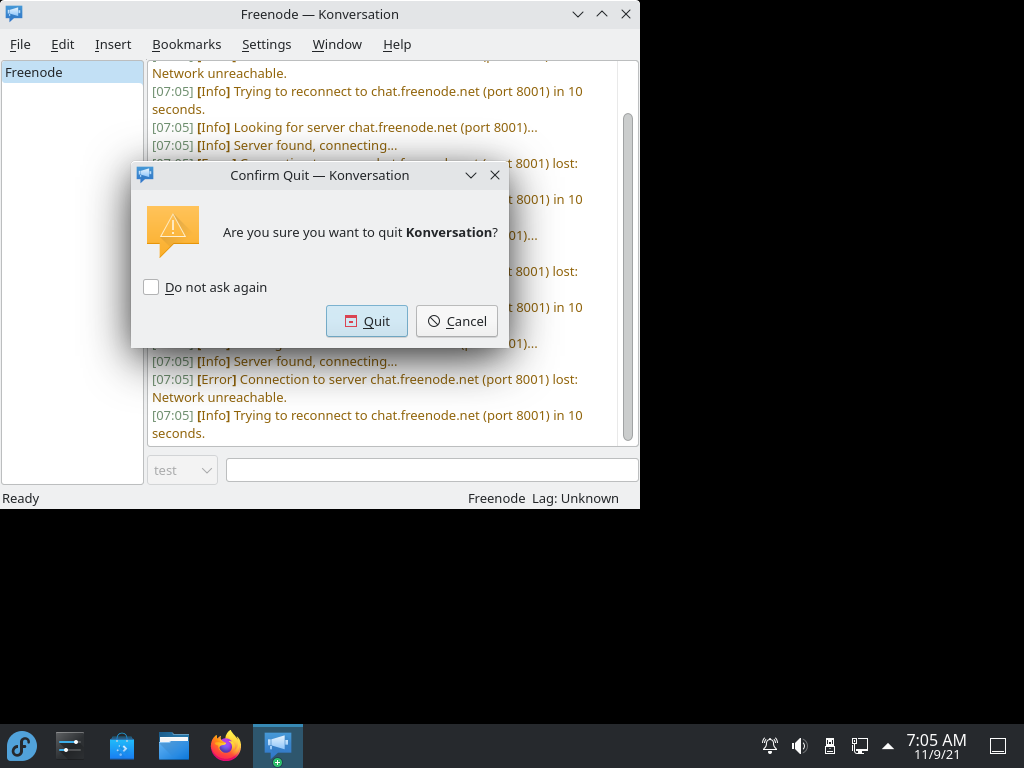 Freenode — Konversation
File Edit Insert Bookmarks Settings Window Help
Freenode
Network unreachable.
[07:05] [Info] Trying to reconnect to chat.freenode.net (port 8001) in 10
seconds.
[07:05] [Info] Looking for server chat.freenode.net (port 8001)...
[07:05] [Info] Server found, connecting...
rt 8001) lost:
Confirm Quit — Konversation
t 8001) in 10
Are you sure you want to quit Konversation?
01)...
t 8001) lost:
Do not ask again
t 8001) in 10
Quit Cancel
01)...
[07:05] [Info] Server found, connecting...
[07:05] [Error] Connection to server chat.freenode.net (port 8001) lost:
Network unreachable.
[07:05] [Info] Trying to reconnect to chat.freenode.net (port 8001) in 10
seconds.
test
Ready
Freenode Lag: Unknown
7:05 AM
11/9/21